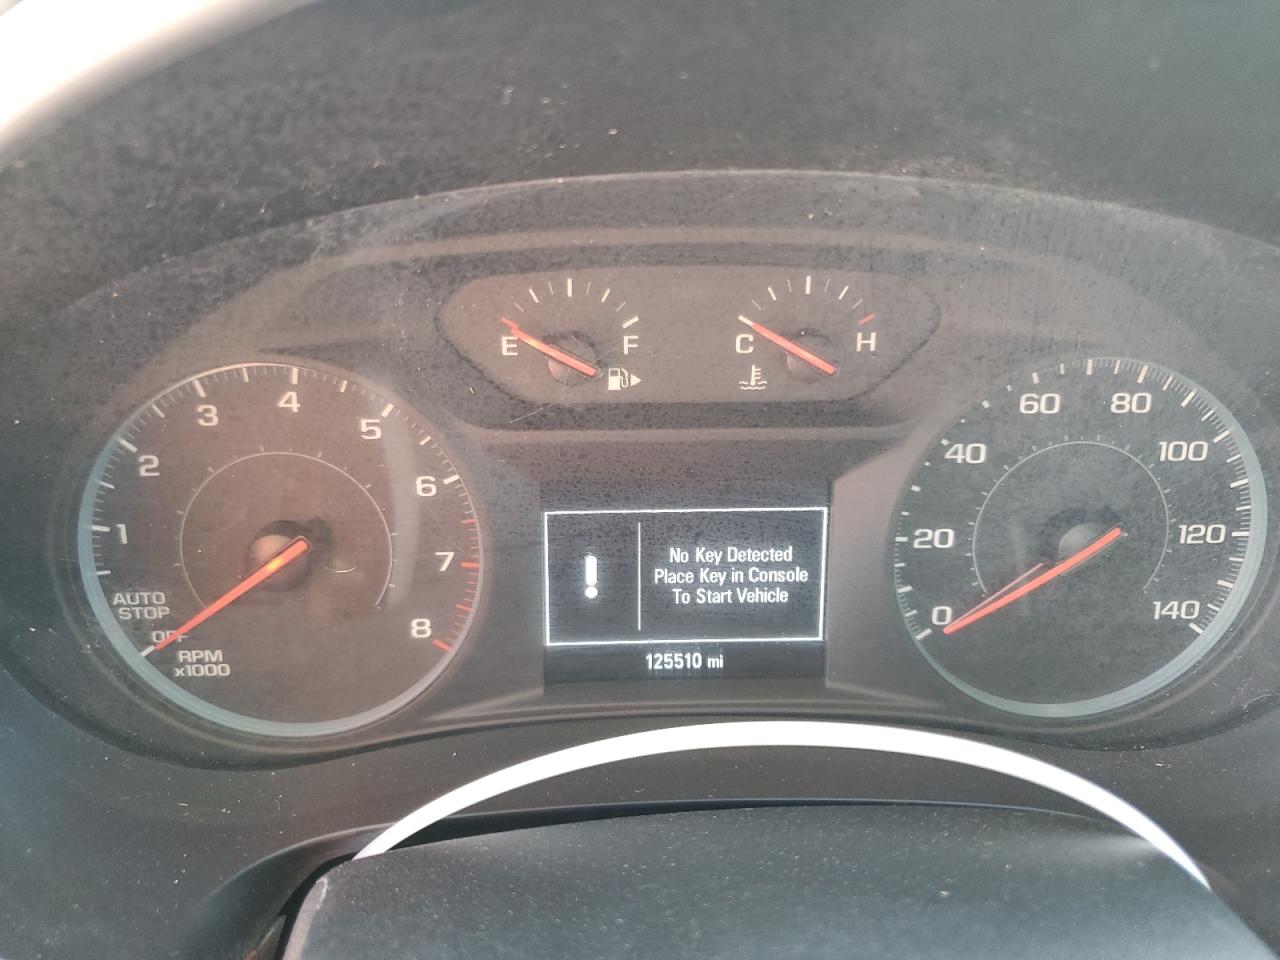 E F
C H
1
2
3
4
5
6
7
8
AUTO
STOP
OFF
RPM
x1000
No Key Detected
Place Key in Console
To Start Vehicle
125510 mi
0
20
40
60
80
100
120
140